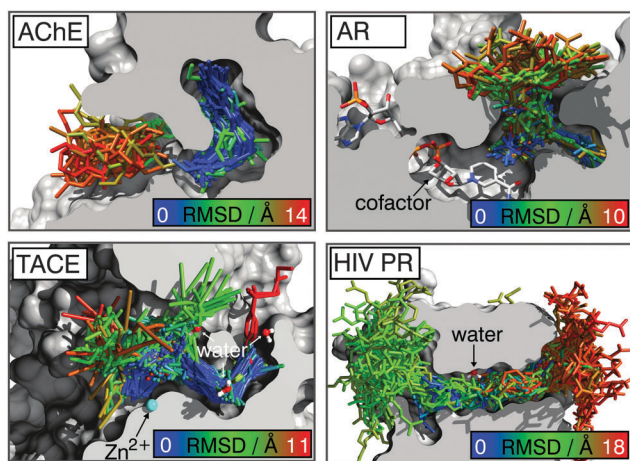 AChE
0 RMSD / Å 14
AR
cofactor
0 RMSD / Å 10
TACE
water
Zn2+
0 RMSD / Å 11
HIV PR
water
0 RMSD / Å 18